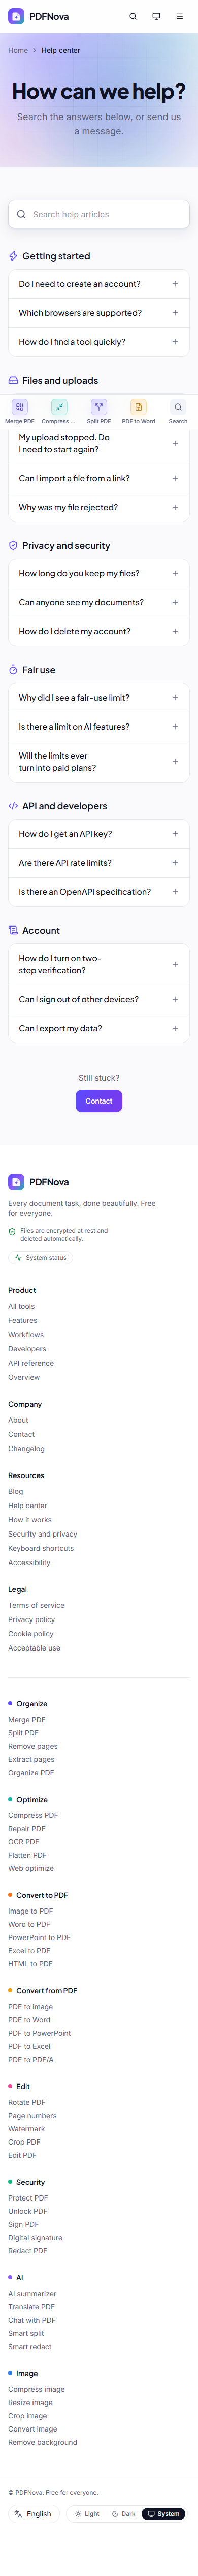 PDFNova
Home > Help center
How can we help?
Search the answers below, or send us
a message.
Search help articles
Getting started
Do I need to create an account?
Which browsers are supported?
How do I find a tool quickly?
Files and uploads
Merge PDF
Compress ...
Split PDF
PDF to Word
Search
My upload stopped. Do
I need to start again?
Can I import a file from a link?
Why was my file rejected?
Privacy and security
How long do you keep my files?
Can anyone see my documents?
How do I delete my account?
Fair use
Why did I see a fair-use limit?
Is there a limit on AI features?
Will the limits ever
turn into paid plans?
API and developers
How do I get an API key?
Are there API rate limits?
Is there an OpenAPI specification?
Account
How do I turn on two-
step verification?
Can I sign out of other devices?
Can I export my data?
Still stuck?
Contact
PDFNova
Every document task, done beautifully. Free
for everyone.
Files are encrypted at rest and
deleted automatically.
System status
Product
All tools
Features
Workflows
Developers
API reference
Overview
Company
About
Contact
Changelog
Resources
Blog
Help center
How it works
Security and privacy
Keyboard shortcuts
Accessibility
Legal
Terms of service
Privacy policy
Cookie policy
Acceptable use
Organize
Merge PDF
Split PDF
Remove pages
Extract pages
Organize PDF
Optimize
Compress PDF
Repair PDF
OCR PDF
Flatten PDF
Web optimize
Convert to PDF
Image to PDF
Word to PDF
PowerPoint to PDF
Excel to PDF
HTML to PDF
Convert from PDF
PDF to image
PDF to Word
PDF to PowerPoint
PDF to Excel
PDF to PDF/A
Edit
Rotate PDF
Page numbers
Watermark
Crop PDF
Edit PDF
Security
Protect PDF
Unlock PDF
Sign PDF
Digital signature
Redact PDF
AI
AI summarizer
Translate PDF
Chat with PDF
Smart split
Smart redact
Image
Compress image
Resize image
Crop image
Convert image
Remove background
© PDFNova. Free for everyone.
English
Light
Dark
System